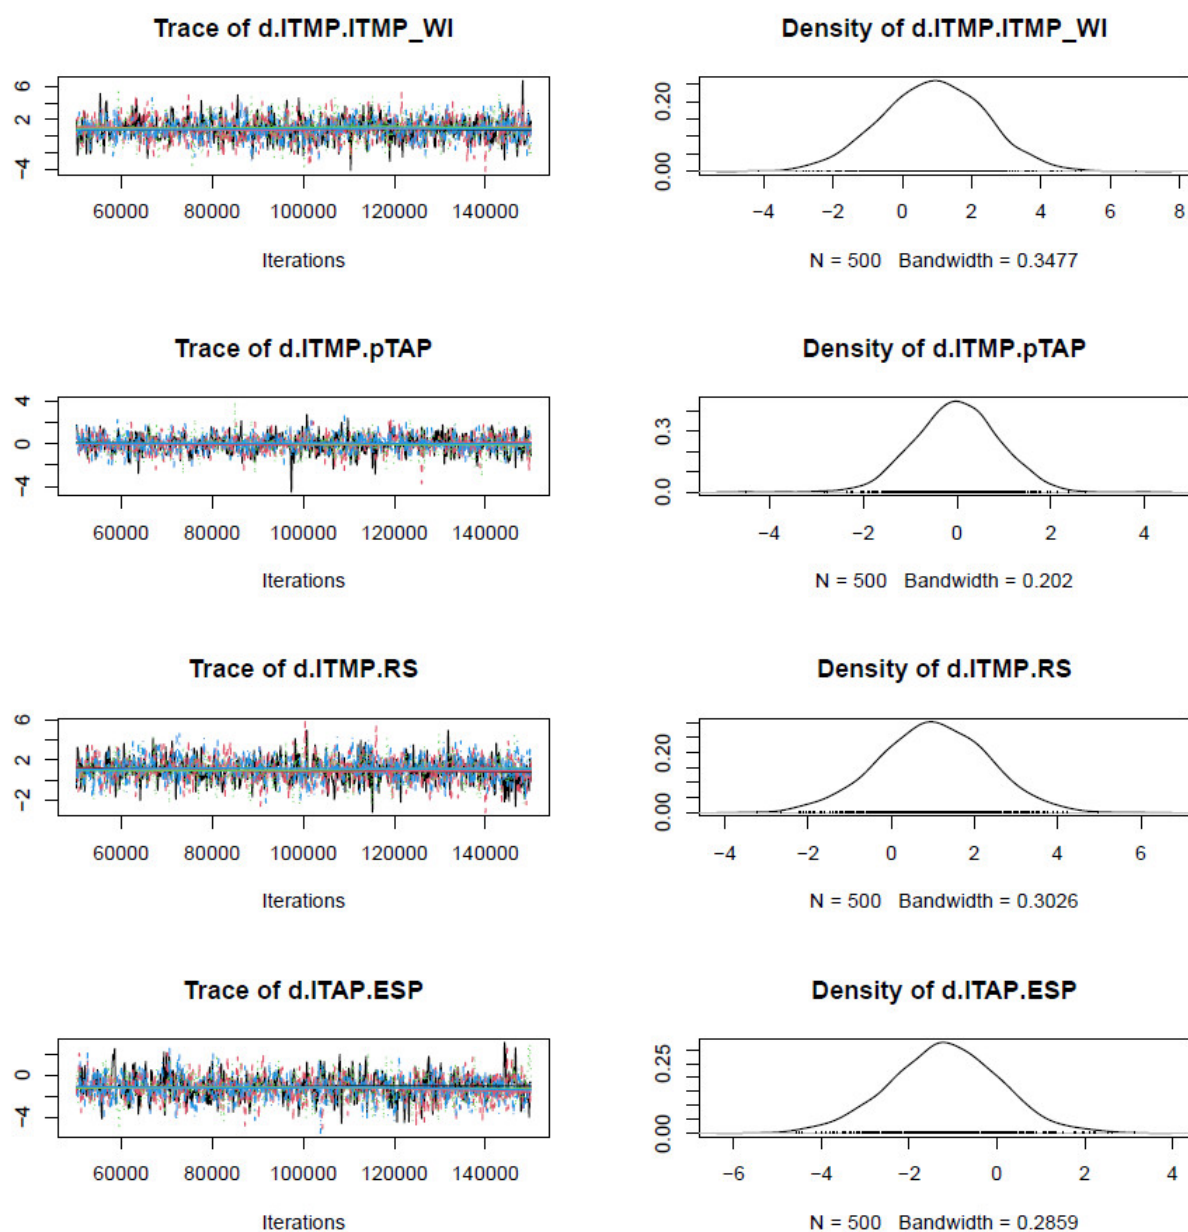 Trace of d.ITMP.ITMP_WI
6
2
−4
60000 80000 100000 120000 140000
Iterations
Density of d.ITMP.ITMP_WI
0.20
0.00
−4 −2 0 2 4 6 8
N = 500 Bandwidth = 0.3477
Trace of d.ITMP.pTAP
4
0
−4
60000 80000 100000 120000 140000
Iterations
Density of d.ITMP.pTAP
0.3
0.0
−4 −2 0 2 4
N = 500 Bandwidth = 0.202
Trace of d.ITMP.RS
6
2
−2
60000 80000 100000 120000 140000
Iterations
Density of d.ITMP.RS
0.20
0.00
−4 −2 0 2 4 6
N = 500 Bandwidth = 0.3026
Trace of d.ITAP.ESP
0
−4
60000 80000 100000 120000 140000
Iterations
Density of d.ITAP.ESP
0.25
0.00
−6 −4 −2 0 2 4
N = 500 Bandwidth = 0.2859